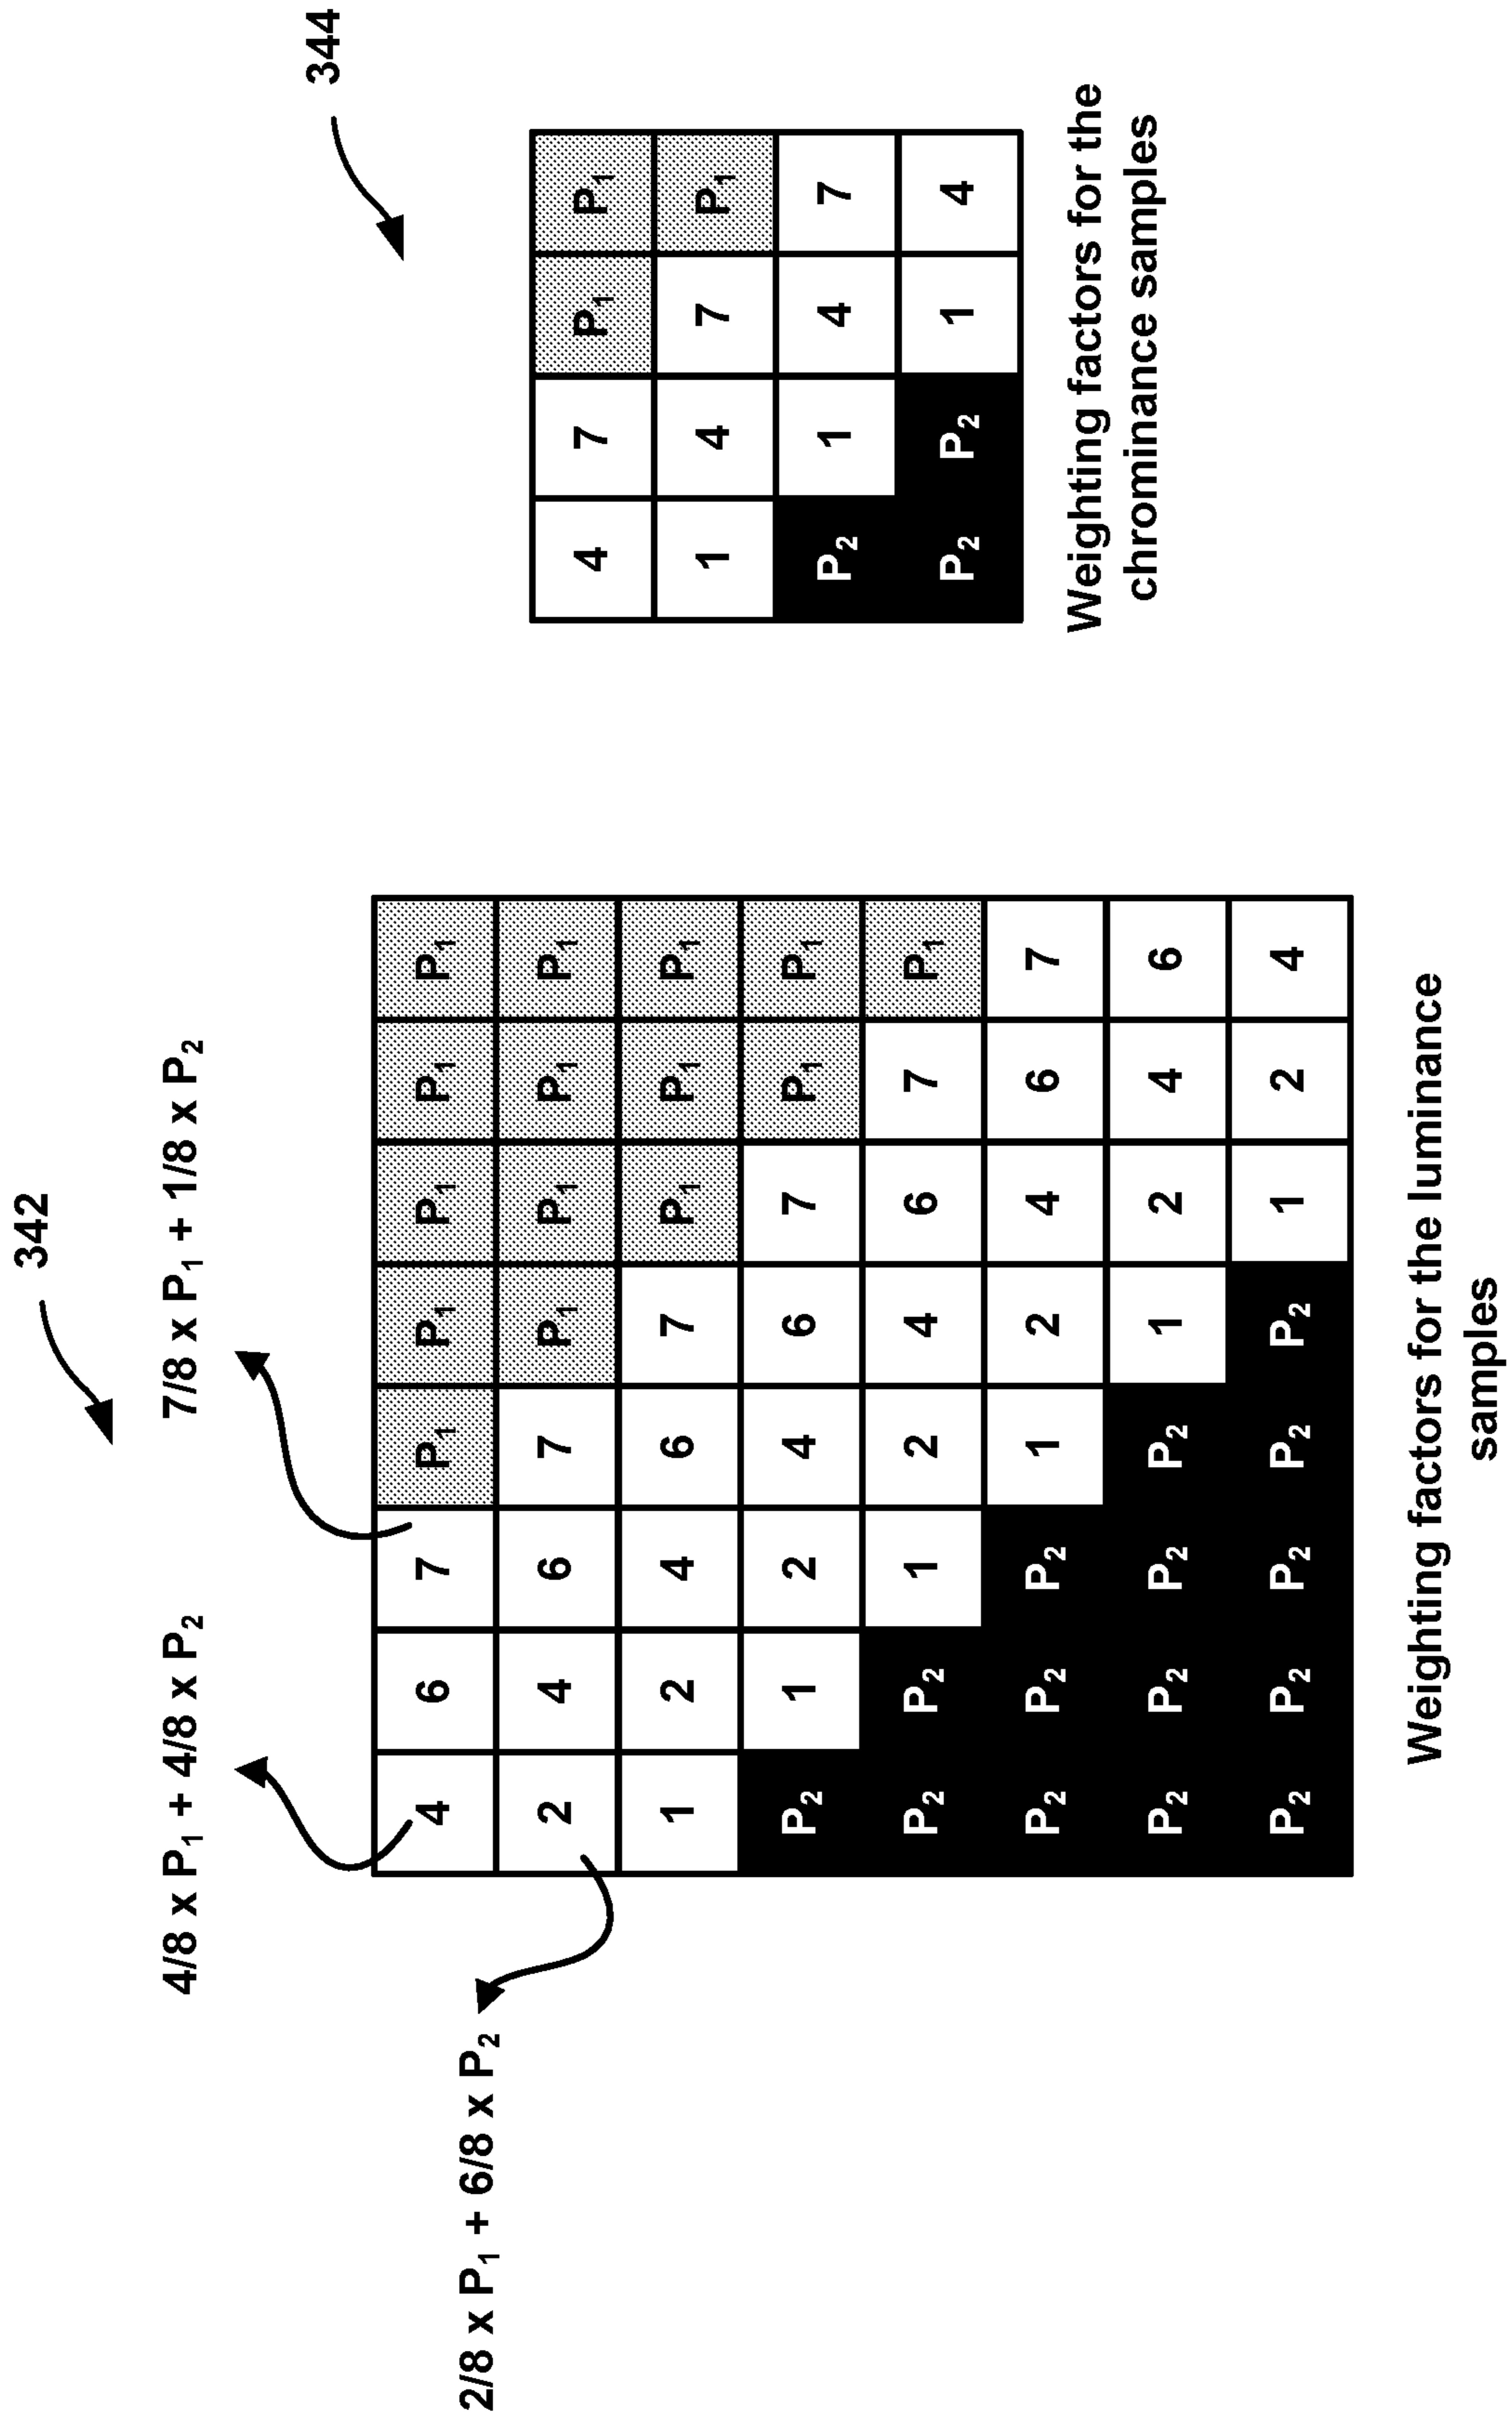 342
4/8 x P₁ + 4/8 x P₂
7/8 x P₁ + 1/8 x P₂
2/8 x P₁ + 6/8 x P₂
4 6 7 P₁ P₁ P₁ P₁ P₁
2 4 6 7 P₁ P₁ P₁ P₁
1 2 4 6 7 P₁ P₁ P₁
P₂ 1 2 4 6 7 P₁ P₁
P₂ P₂ 1 2 4 6 7 P₁
P₂ P₂ P₂ 1 2 4 6 7
P₂ P₂ P₂ P₂ 1 2 4 6
P₂ P₂ P₂ P₂ P₂ 1 2 4
Weighting factors for the luminance
samples
344
4 7 P₁ P₁
1 4 7 P₁
P₂ 1 4 7
P₂ P₂ 1 4
Weighting factors for the
chrominance samples